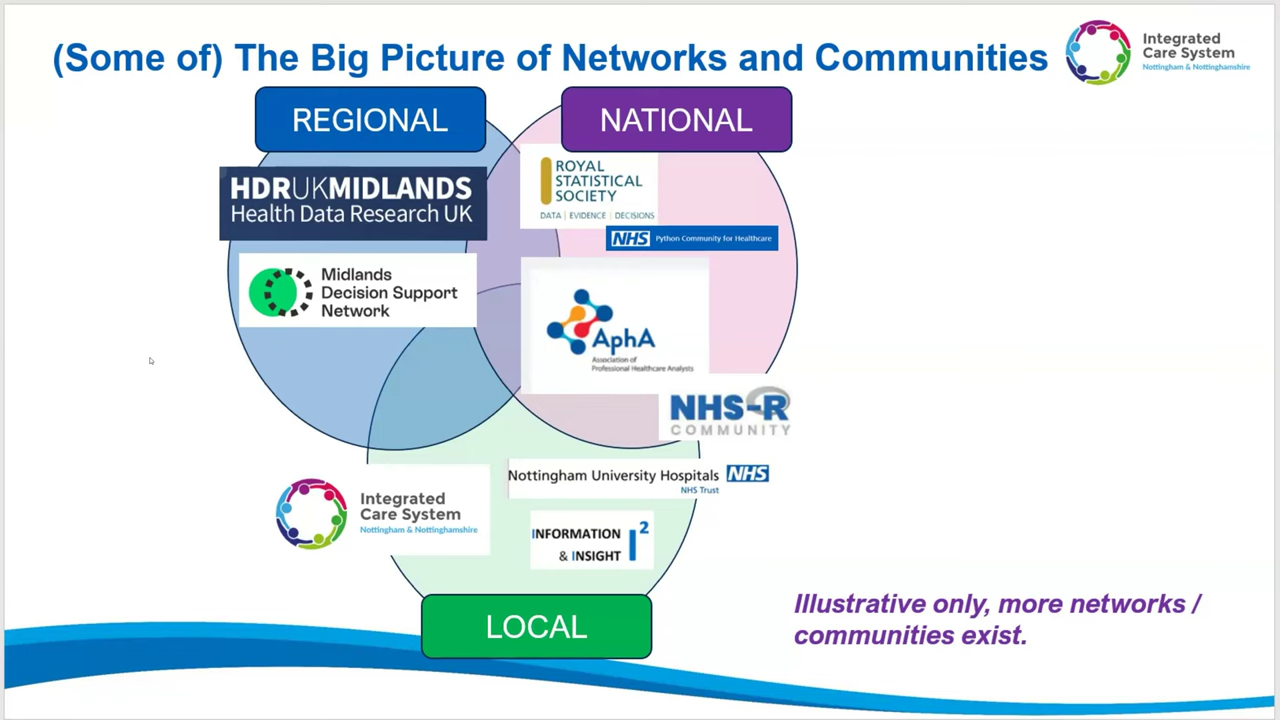 (Some of) The Big Picture of Networks and Communities
Integrated
Care System
Nottingham & Nottinghamshire
REGIONAL
NATIONAL
HDRUKMIDLANDS
Health Data Research UK
Midlands
Decision Support
Network
ROYAL
STATISTICAL
SOCIETY
DATA | EVIDENCE | DECISIONS
NHS Python Community for Healthcare
AphA
Association of
Professional Healthcare Analysts
NHS-R
COMMUNITY
Integrated
Care System
Nottingham & Nottinghamshire
Nottingham University Hospitals NHS
NHS Trust
INFORMATION
& INSIGHT
I2
LOCAL
Illustrative only, more networks /
communities exist.